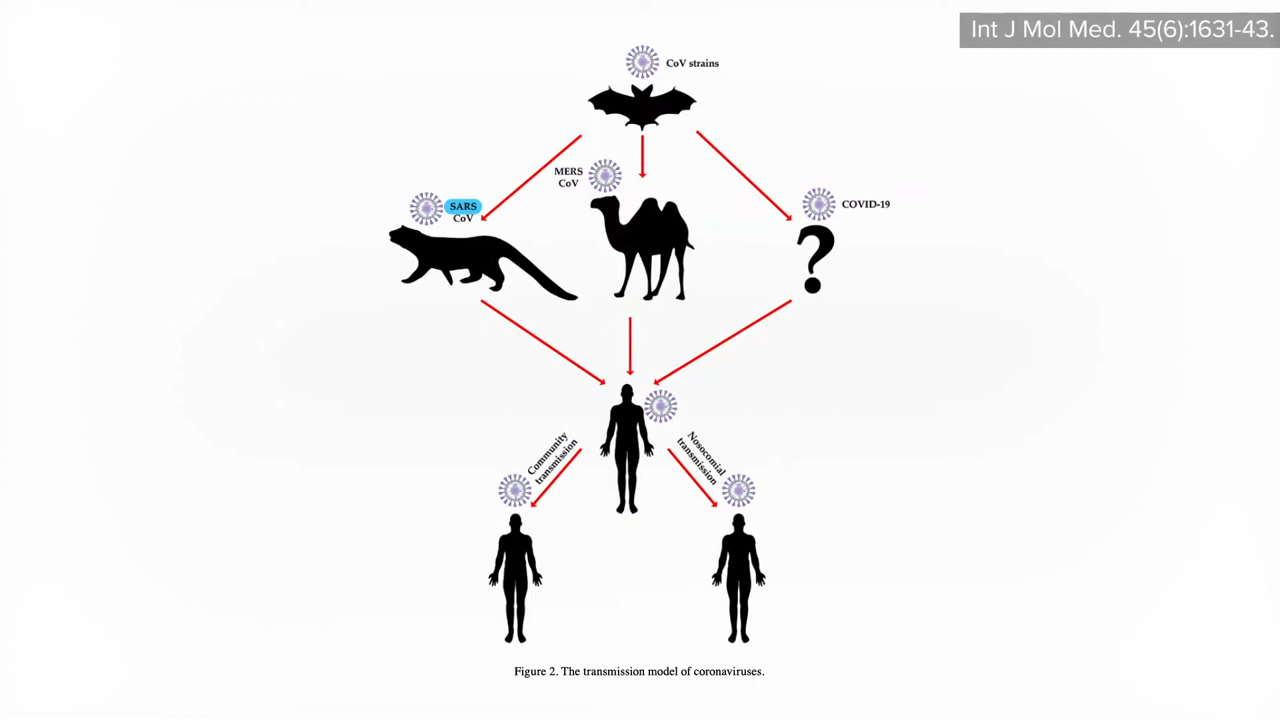 Int J Mol Med. 45(6):1631-43.
CoV strains
MERS
CoV
SARS
CoV
COVID-19
?
Community
transmission
Nosocomial
transmission
Figure 2. The transmission model of coronaviruses.